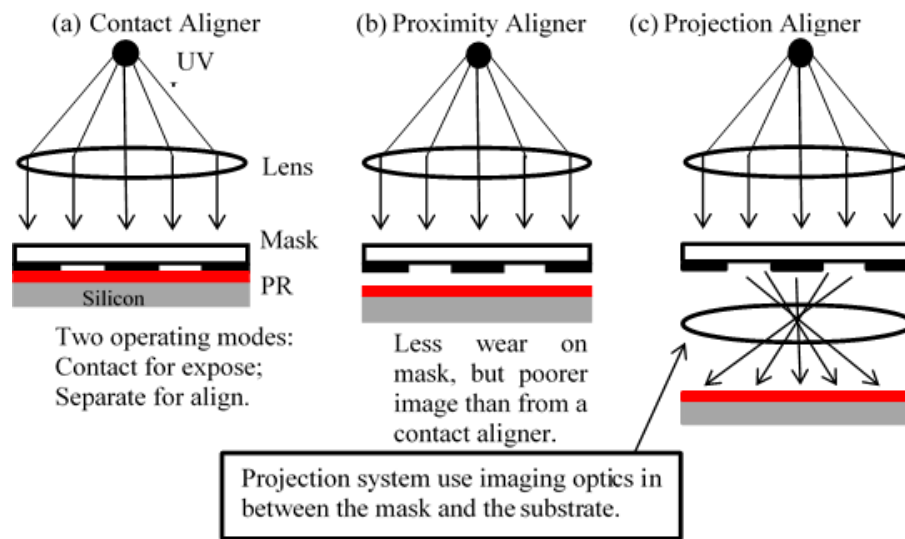 (a) Contact Aligner
(b) Proximity Aligner
(c) Projection Aligner
UV
Lens
Mask
PR
Silicon
Two operating modes:
Contact for expose;
Separate for align.
Less wear on
mask, but poorer
image than from a
contact aligner.
Projection system use imaging optics in
between the mask and the substrate.